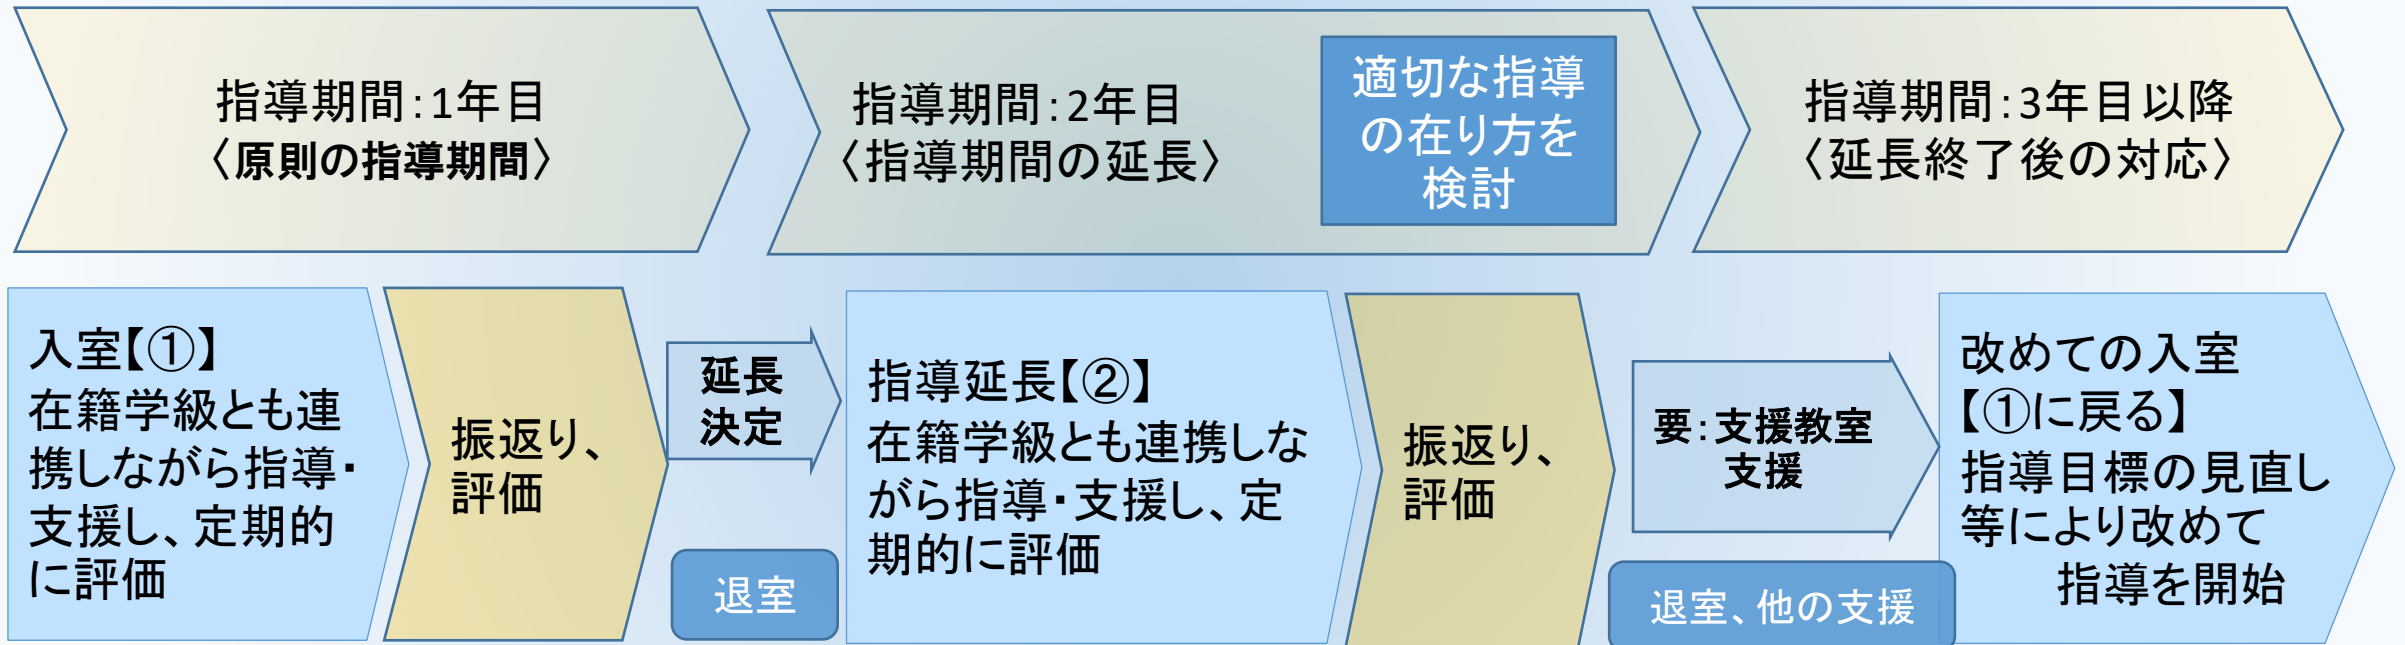 指導期間:1年目
〈原則の指導期間〉
指導期間:2年目
〈指導期間の延長〉
適切な指導
の在り方を
検討
指導期間:3年目以降
〈延長終了後の対応〉
入室【①】
在籍学級とも連
携しながら指導・
支援し、定期的
に評価
振返り、
評価
延長
決定
退室
指導延長【②】
在籍学級とも連携しな
がら指導・支援し、定
期的に評価
振返り、
評価
要:支援教室
支援
退室、他の支援
改めての入室
【①に戻る】
指導目標の見直し
等により改めて
指導を開始